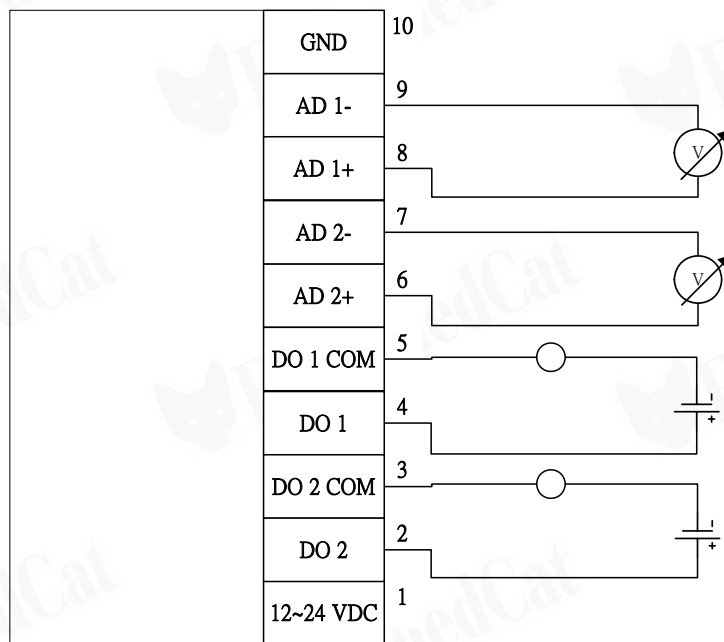 GND 10
AD 1- 9
AD 1+ 8
V
AD 2- 7
AD 2+ 6
V
DO 1 COM 5
DO 1 4
- +
DO 2 COM 3
DO 2 2
- +
12~24 VDC 1